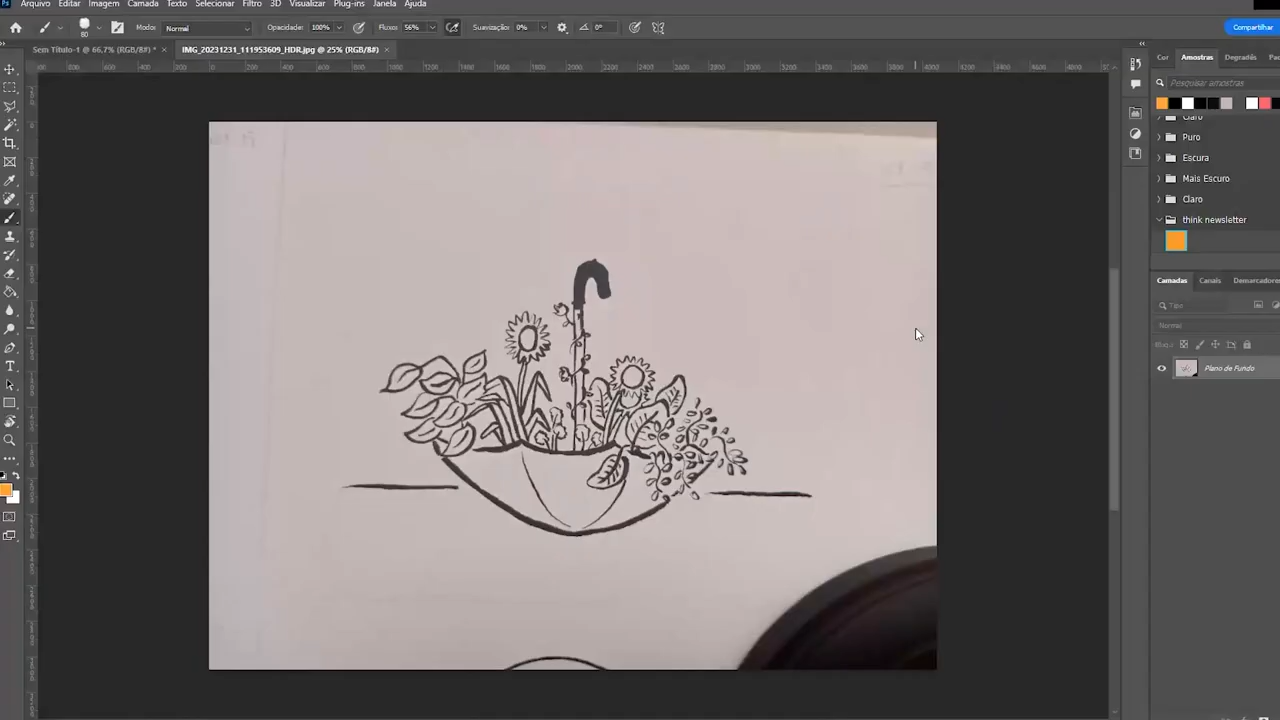 Arquivo Editar Imagem Camada Texto Selecionar Filtro 3D Visualizar Plug-ins Janela Ajuda
80 Modo: Normal Opacidade: 100% Fluxo: 56% Suavização: 0% 0° Compartilhar
Sem Título-1 @ 66,7% (RGB/8#) * × IMG_20231231_111953609_HDR.jpg @ 25% (RGB/8#) ×
Cor Amostras Degradês
Pesquisar amostras
Claro
Puro
Escura
Mais Escuro
Claro
think newsletter
Camadas Canais Demarcadores
Tipo
Normal
Plano de Fundo